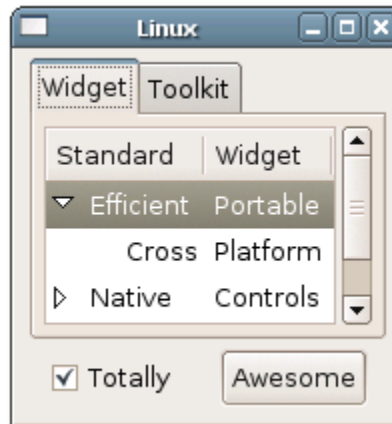 Linux
Widget Toolkit
Standard Widget
Efficient Portable
Cross Platform
Native Controls
Totally Awesome